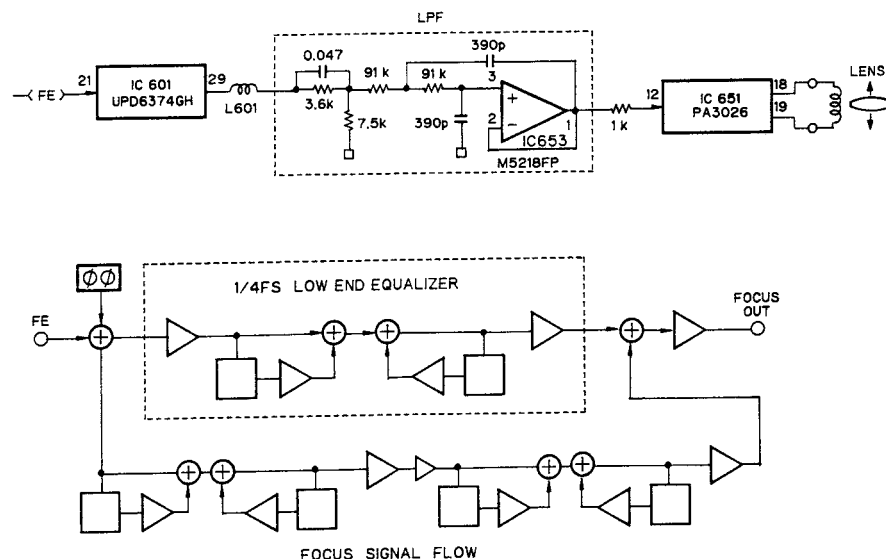 LPF
FE
21
IC 601
UPD6374GH
29
L601
0.047
3.6k
7.5k
91 k
91 k
390p
390p
3
+
−
2
1
IC653
M5218FP
1 k
12
IC 651
PA3026
18
19
LENS
ØØ
FE
1/4FS LOW END EQUALIZER
FOCUS
OUT
FOCUS SIGNAL FLOW